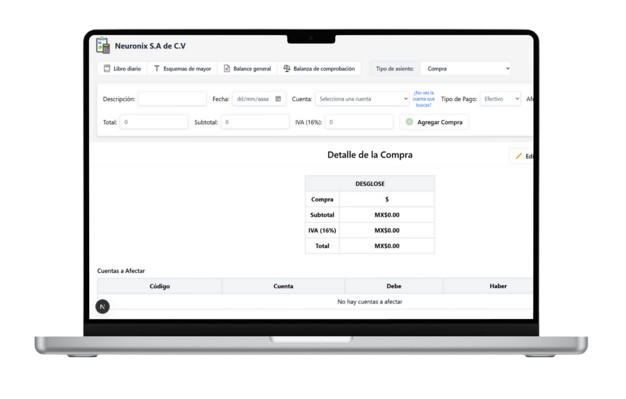 Neuronix S.A de C.V
Libro diario Esquemas de mayor Balance general Balanza de comprobación Tipo de asiento: Compra
Descripción: Fecha: dd/mm/aaaa Cuenta: Selecciona una cuenta ¿No ves la cuenta que buscas? Tipo de Pago: Efectivo Af
Total: 0 Subtotal: 0 IVA (16%): 0 Agregar Compra
Detalle de la Compra Edi
DESGLOSE
Compra $
Subtotal MX$0.00
IVA (16%) MX$0.00
Total MX$0.00
Cuentas a Afectar
Código Cuenta Debe Haber
No hay cuentas a afectar
N